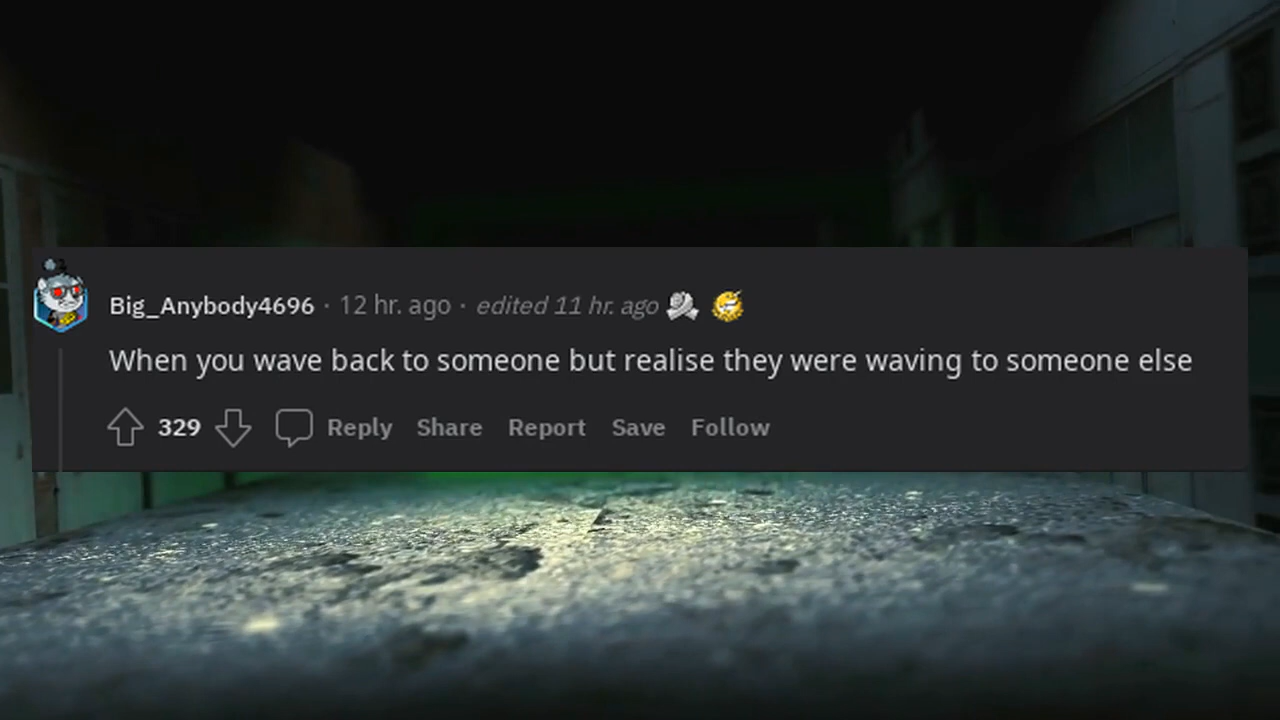 Big_Anybody4696 · 12 hr. ago · edited 11 hr. ago
When you wave back to someone but realise they were waving to someone else
329 Reply Share Report Save Follow